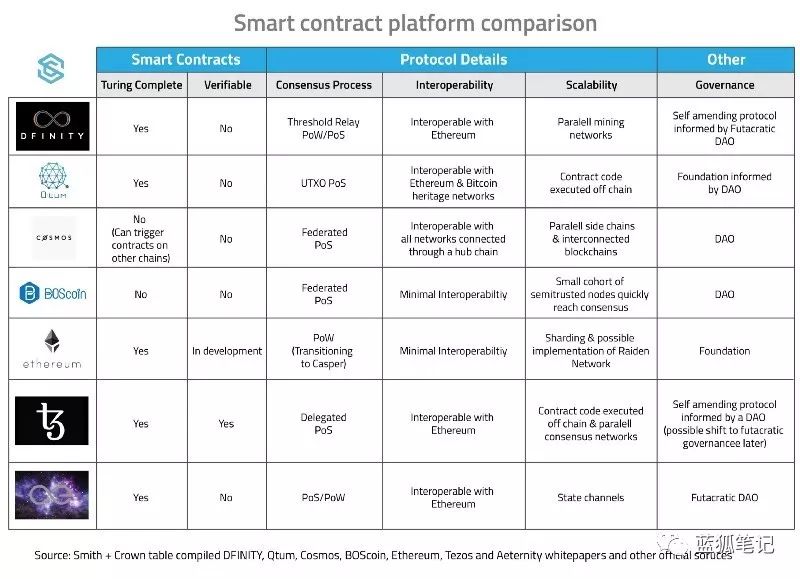 Smart contract platform comparison
Smart Contracts
Protocol Details
Other
Turing Complete
Verifiable
Consensus Process
Interoperability
Scalability
Governance
DFINITY
Yes
No
Threshold Relay
PoW/PoS
Interoperable with
Ethereum
Paralell mining
networks
Self amending protocol
informed by Futacratic
DAO
Qtum
Yes
No
UTXO PoS
Interoperable with
Ethereum & Bitcoin
heritage networks
Contract code
executed off chain
Foundation informed
by DAO
COSMOS
No
(Can trigger
contracts on
other chains)
No
Federated
PoS
Interoperable with
all networks connected
through a hub chain
Paralell side chains
& interconnected
blockchains
DAO
BOScoin
No
No
Federated
PoS
Minimal Interoperabiltiy
Small cohort of
semitrusted nodes quickly
reach consensus
DAO
ethereum
Yes
In development
PoW
(Transitioning
to Casper)
Minimal Interoperabiltiy
Sharding & possible
implementation of Raiden
Network
Foundation
Yes
Yes
Delegated
PoS
Interoperable with
Ethereum
Contract code executed
off chain & paralell
consensus networks
Self amending protocol
informed by a DAO
(possible shift to futacratic
governancee later)
Yes
No
PoS/PoW
Interoperable with
Ethereum
State channels
Futacratic DAO
蓝狐笔记
Source: Smith + Crown table compiled DFINITY, Qtum, Cosmos, BOScoin, Ethereum, Tezos and Aeternity whitepapers and other official soruces